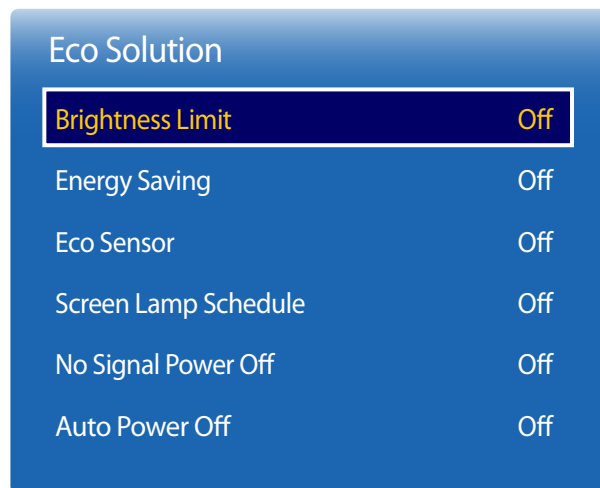 Eco Solution
Brightness Limit Off
Energy Saving Off
Eco Sensor Off
Screen Lamp Schedule Off
No Signal Power Off Off
Auto Power Off Off